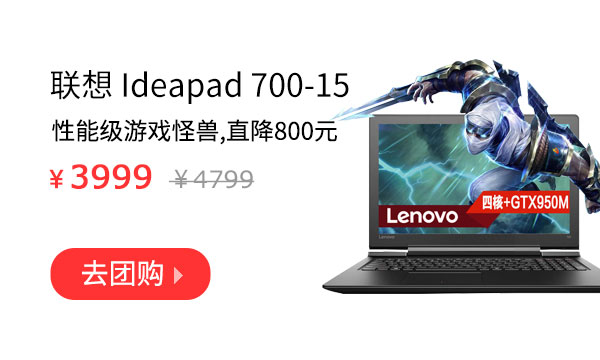 联想 Ideapad 700-15
性能级游戏怪兽,直降800元
¥ 3999 ¥ 4799
去团购
四核+GTX950M
Lenovo
Lenovo